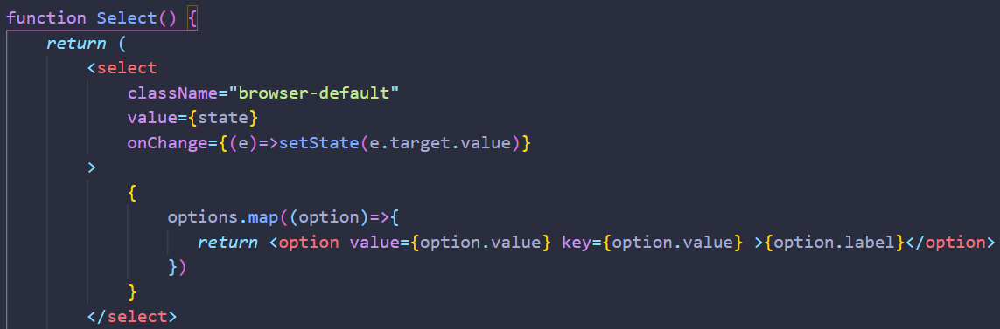 function Select() {
return (
<select
className="browser-default"
value={state}
onChange={(e)=>setState(e.target.value)}
>
{
options.map((option)=>{
return <option value={option.value} key={option.value} >{option.label}</option>
})
}
</select>